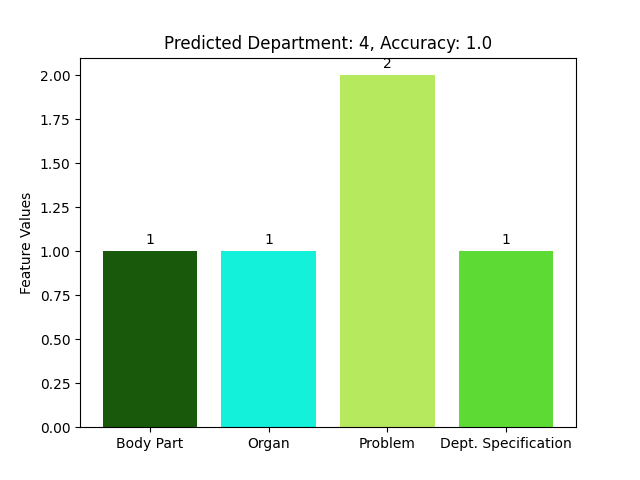 Predicted Department: 4, Accuracy: 1.0
2.00
1.75
1.50
1.25
1.00
0.75
0.50
0.25
0.00
Feature Values
1
1
2
1
Body Part
Organ
Problem
Dept. Specification